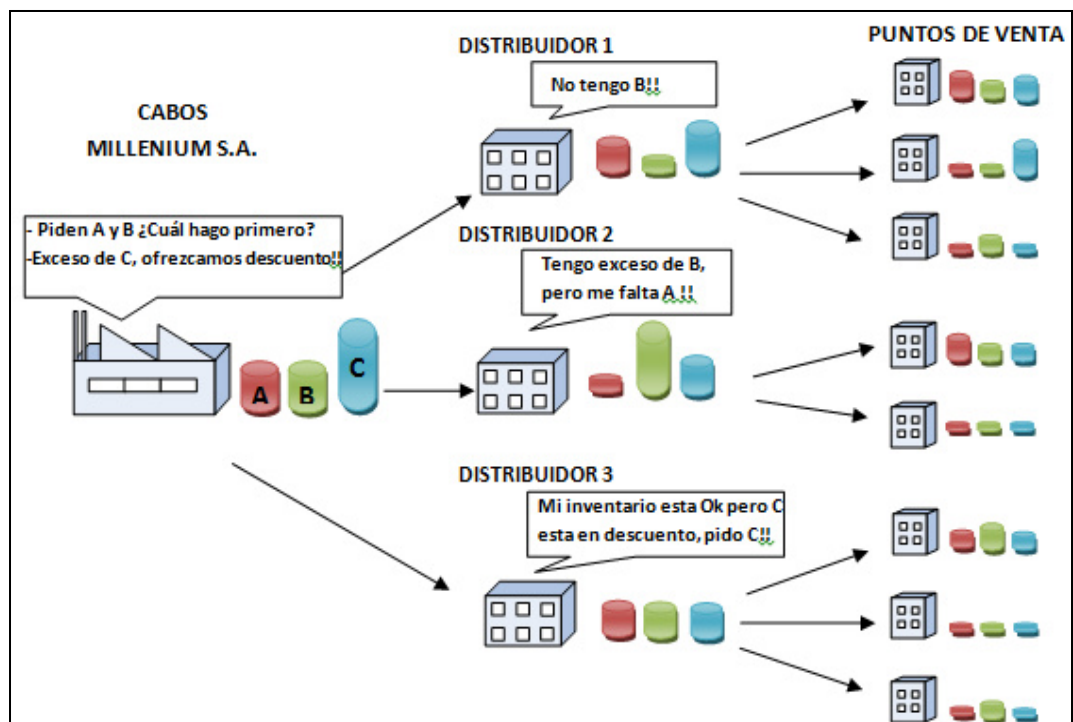 PUNTOS DE VENTA
DISTRIBUIDOR 1
No tengo B!!
CABOS
MILLENIUM S.A.
- Piden A y B ¿Cuál hago primero?
-Exceso de C, ofrezcamos descuento!!
A
B
C
DISTRIBUIDOR 2
Tengo exceso de B,
pero me falta A !!
DISTRIBUIDOR 3
Mi inventario esta Ok pero C
esta en descuento, pido C!!